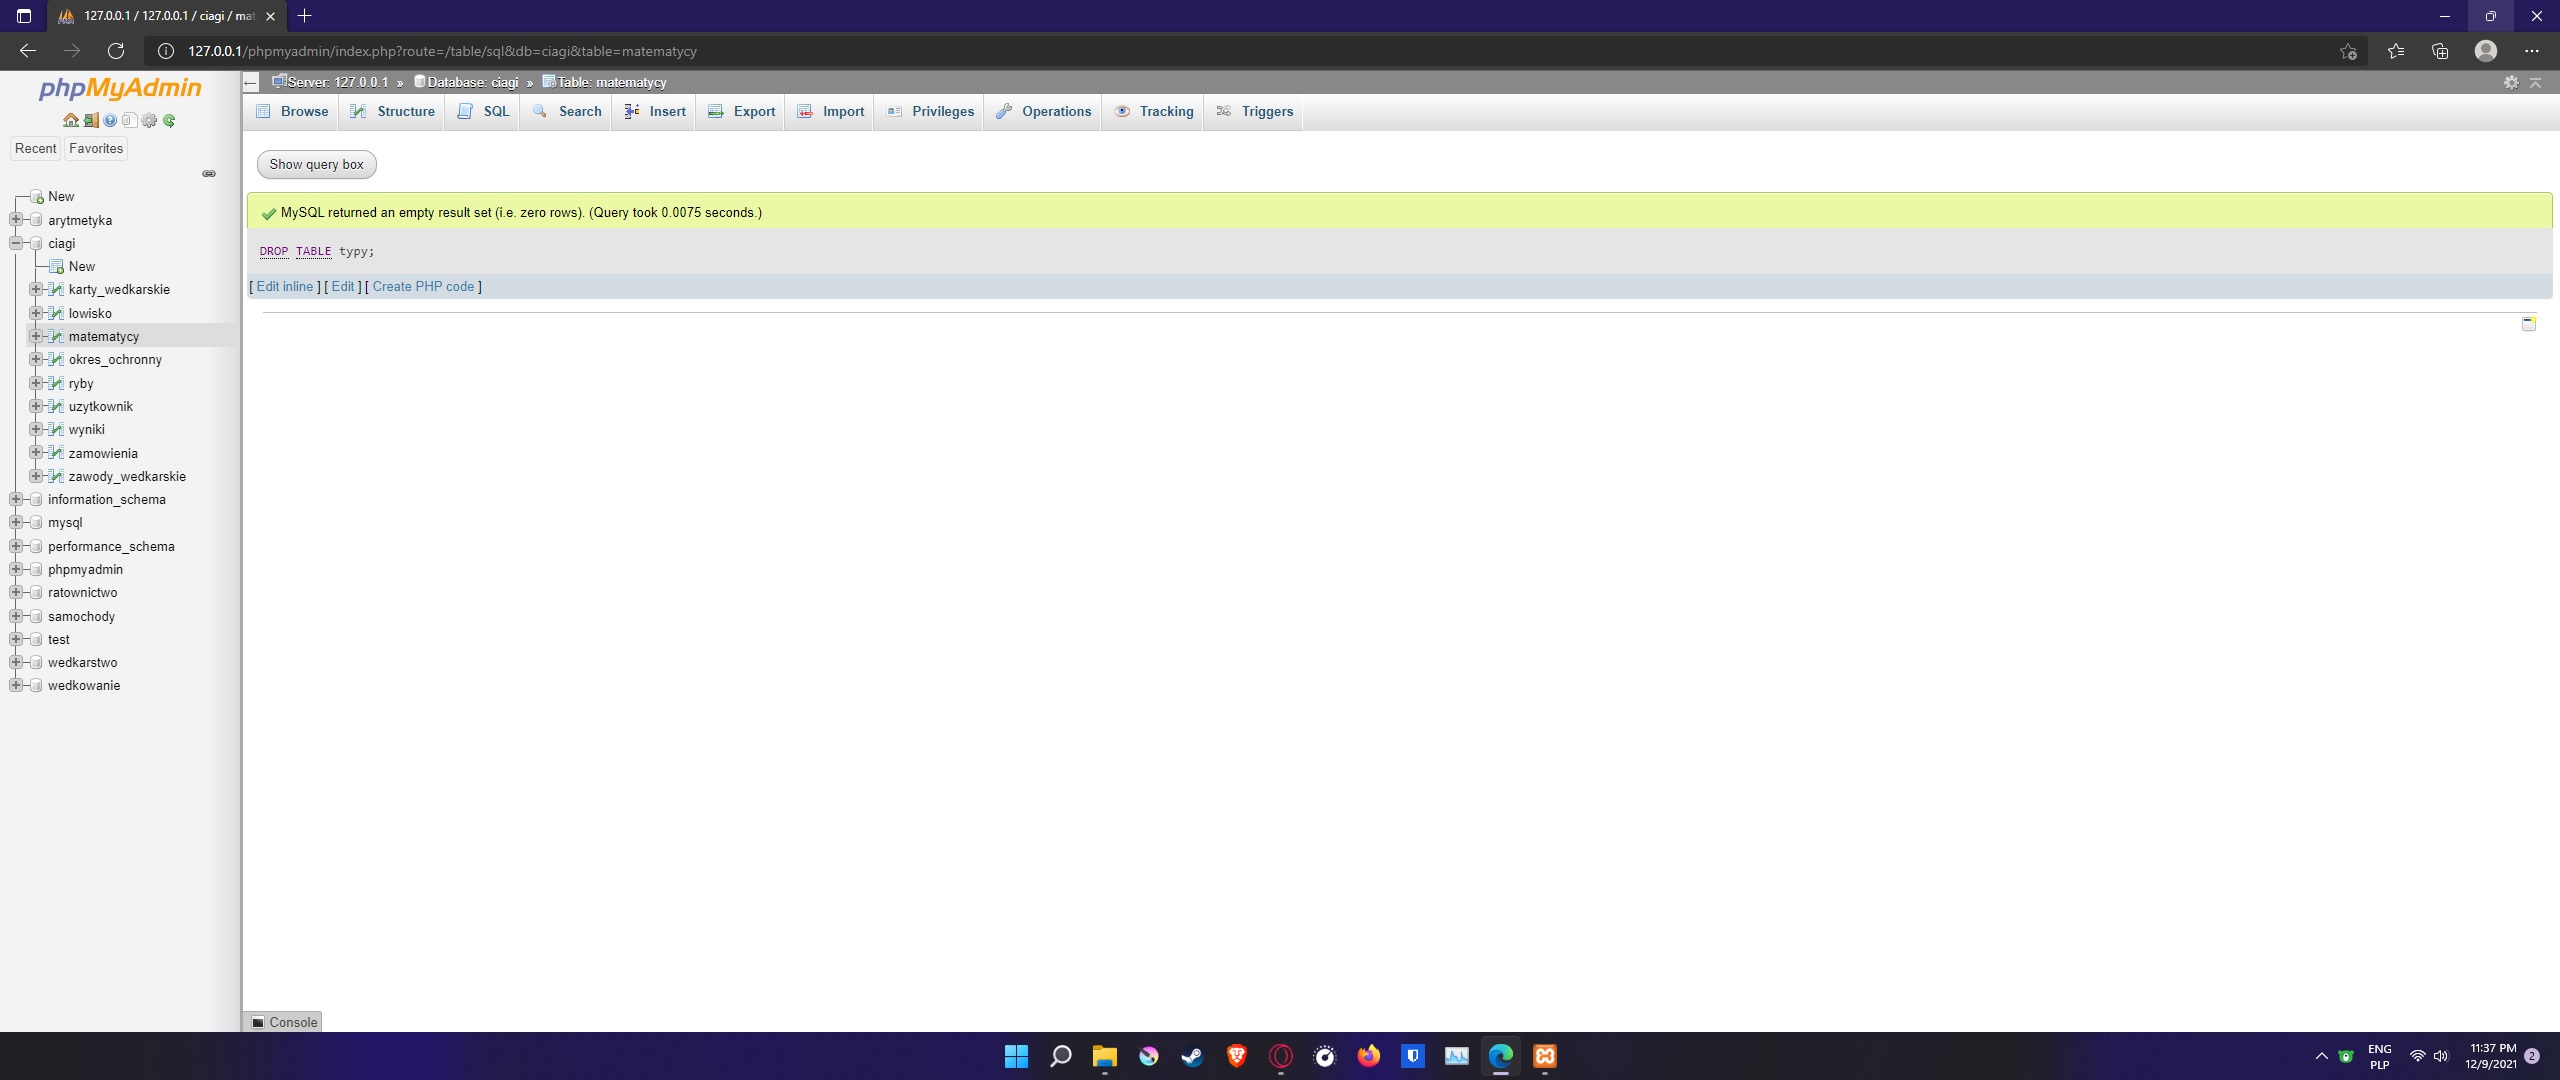 127.0.0.1 / 127.0.0.1 / ciagi / mat
127.0.0.1/phpmyadmin/index.php?route=/table/sql&db=ciagi&table=matematycy
phpMyAdmin
Recent Favorites
New
arytmetyka
ciagi
New
karty_wedkarskie
lowisko
matematycy
okres_ochronny
ryby
uzytkownik
wyniki
zamowienia
zawody_wedkarskie
information_schema
mysql
performance_schema
phpmyadmin
ratownictwo
samochody
test
wedkarstwo
wedkowanie
Server: 127.0.0.1 » Database: ciagi » Table: matematycy
Browse Structure SQL Search Insert Export Import Privileges Operations Tracking Triggers
Show query box
MySQL returned an empty result set (i.e. zero rows). (Query took 0.0075 seconds.)
DROP TABLE typy;
[ Edit inline ] [ Edit ] [ Create PHP code ]
Console
ENG
PLP
11:37 PM
12/9/2021
2